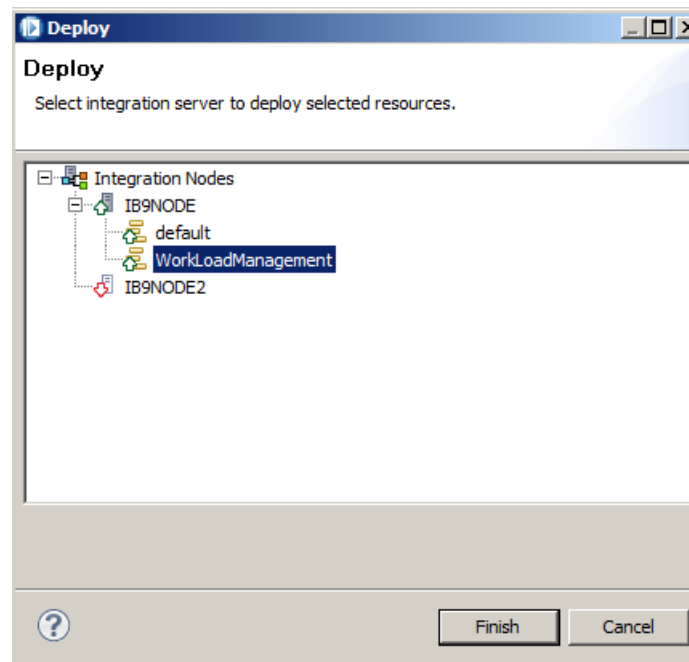 Deploy
Deploy
Select integration server to deploy selected resources.
Integration Nodes
IB9NODE
default
WorkLoadManagement
IB9NODE2
?
Finish
Cancel